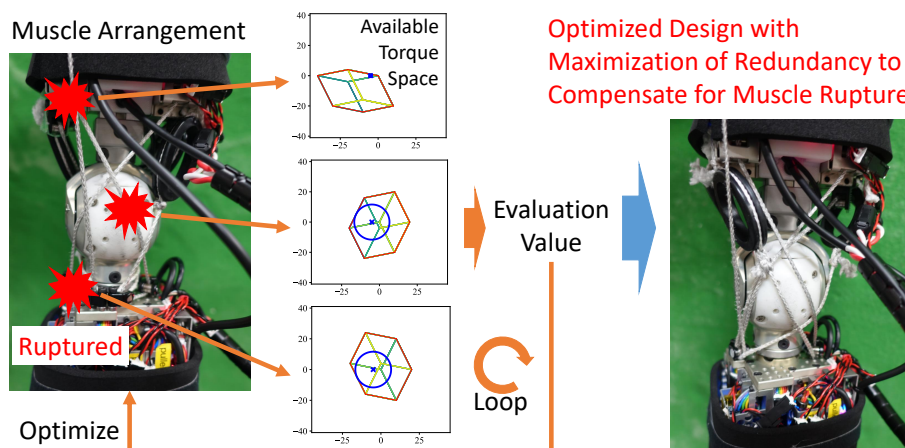 Muscle Arrangement
Ruptured
Optimize
40
20
0
−20
−40
−25
0
25
Available
Torque
Space
40
20
0
−20
−40
−25
0
25
40
20
0
−20
−40
−25
0
25
Evaluation
Value
Loop
Optimized Design with
Maximization of Redundancy to
Compensate for Muscle Rupture